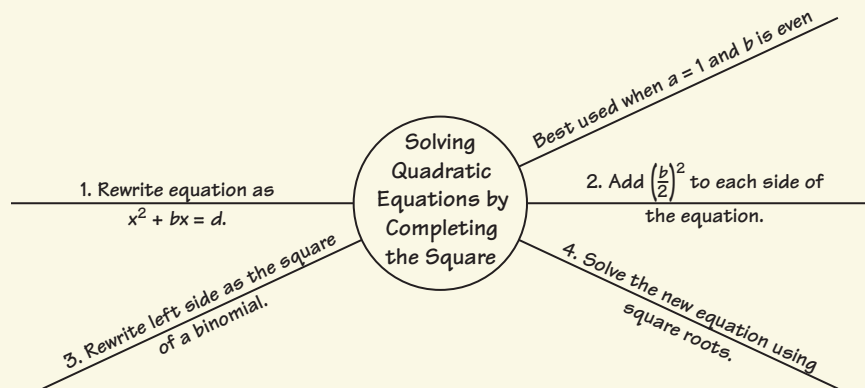 Best used when a = 1 and b is even
Solving
Quadratic
Equations by
Completing
the Square
1. Rewrite equation as
x² + bx = d.
2. Add (b/2)² to each side of
the equation.
3. Rewrite left side as the square
of a binomial.
4. Solve the new equation using
square roots.